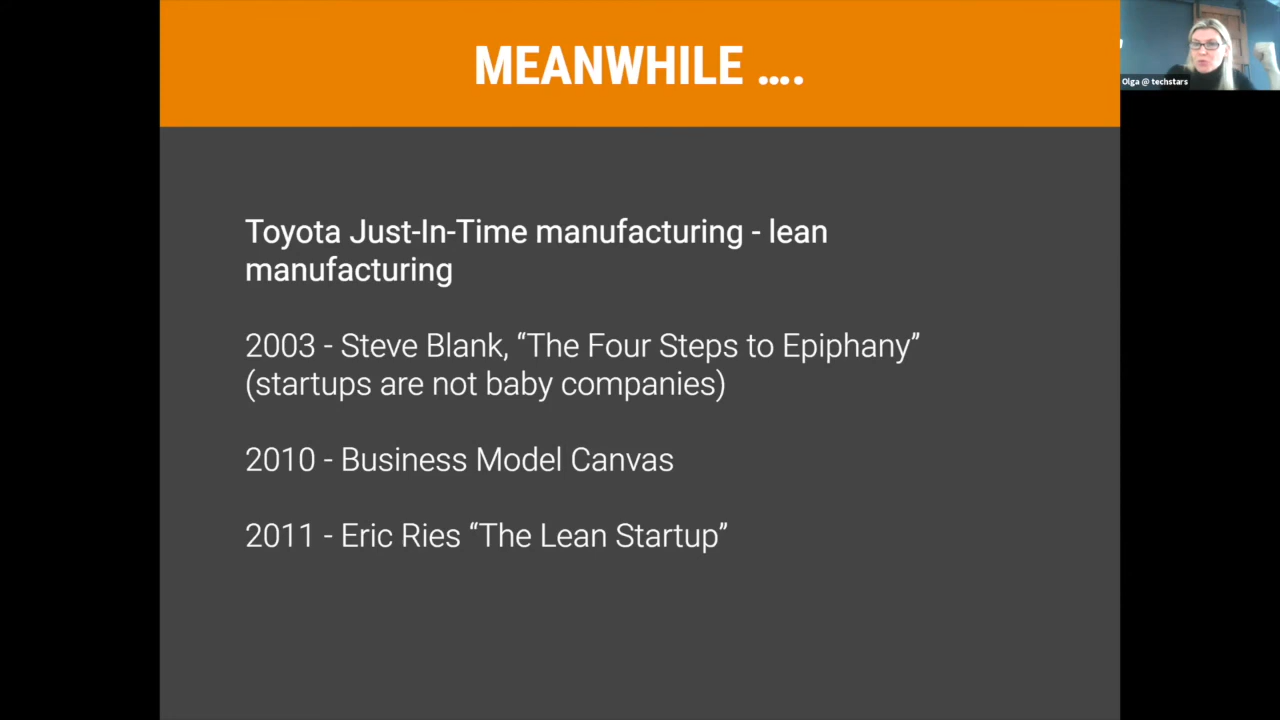 MEANWHILE ....
Olga @ techstars
Toyota Just-In-Time manufacturing - lean
manufacturing
2003 - Steve Blank, “The Four Steps to Epiphany”
(startups are not baby companies)
2010 - Business Model Canvas
2011 - Eric Ries “The Lean Startup”